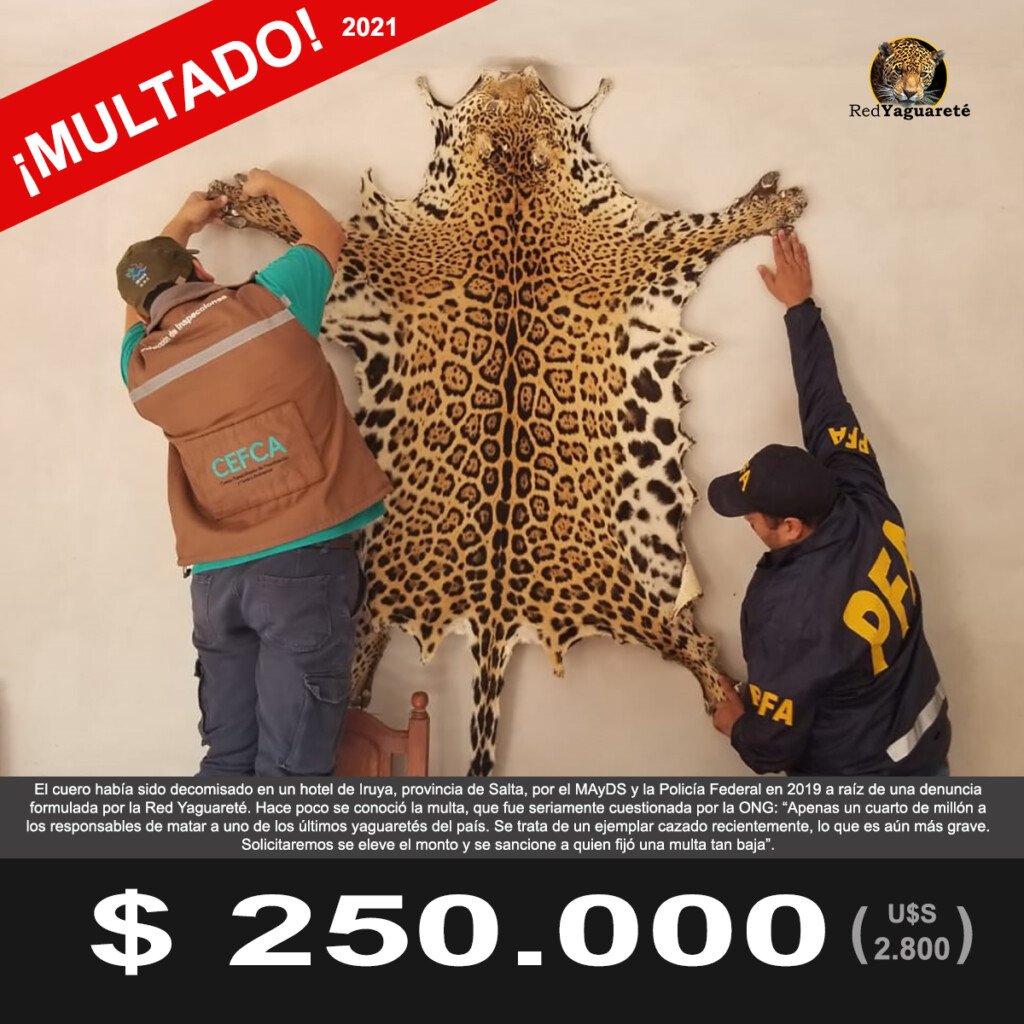 ¡MULTADO! 2021
RedYaguareté
de Inspecciones
CEFCA
PFA
PFA
PFA
El cuero había sido decomisado en un hotel de Iruya, provincia de Salta, por el MAyDS y la Policía Federal en 2019 a raíz de una denuncia
formulada por la Red Yaguareté. Hace poco se conoció la multa, que fue seriamente cuestionada por la ONG: “Apenas un cuarto de millón a
los responsables de matar a uno de los últimos yaguaretés del país. Se trata de un ejemplar cazado recientemente, lo que es aún más grave.
Solicitaremos se eleve el monto y se sancione a quien fijó una multa tan baja”.
$ 250.000 (U$S
2.800)